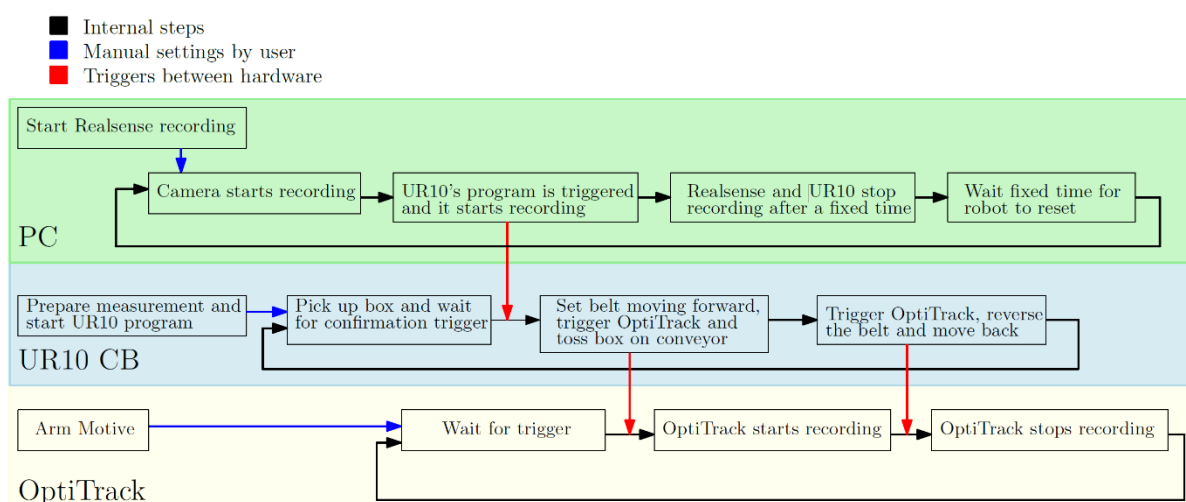 Internal steps
Manual settings by user
Triggers between hardware
Start Realsense recording
Camera starts recording
UR10's program is triggered
and it starts recording
Realsense and UR10 stop
recording after a fixed time
Wait fixed time for
robot to reset
PC
Prepare measurement and
start UR10 program
Pick up box and wait
for confirmation trigger
Set belt moving forward,
trigger OptiTrack and
toss box on conveyor
Trigger OptiTrack, reverse
the belt and move back
UR10 CB
Arm Motive
Wait for trigger
OptiTrack starts recording
OptiTrack stops recording
OptiTrack